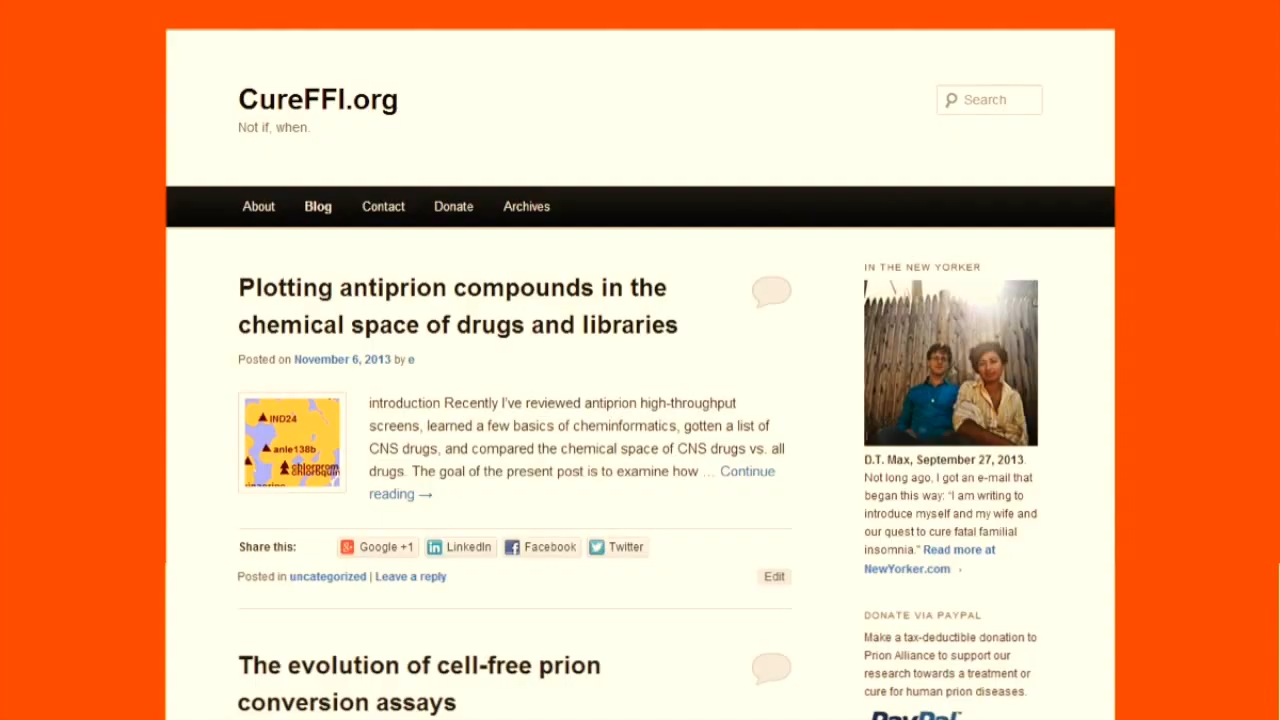 CureFFI.org
Not if, when.
Search
About Blog Contact Donate Archives
Plotting antiprion compounds in the
chemical space of drugs and libraries
Posted on November 6, 2013 by e
IND24
anle138b
introduction Recently I've reviewed antiprion high-throughput
screens, learned a few basics of cheminformatics, gotten a list of
CNS drugs, and compared the chemical space of CNS drugs vs. all
drugs. The goal of the present post is to examine how … Continue
reading →
Share this: Google +1 LinkedIn Facebook Twitter
Posted in uncategorized | Leave a reply
Edit
The evolution of cell-free prion
conversion assays
IN THE NEW YORKER
D.T. Max, September 27, 2013.
Not long ago, I got an e-mail that
began this way: "I am writing to
introduce myself and my wife and
our quest to cure fatal familial
insomnia." Read more at
NewYorker.com
DONATE VIA PAYPAL
Make a tax-deductible donation to
Prion Alliance to support our
research towards a treatment or
cure for human prion diseases.
PayPal